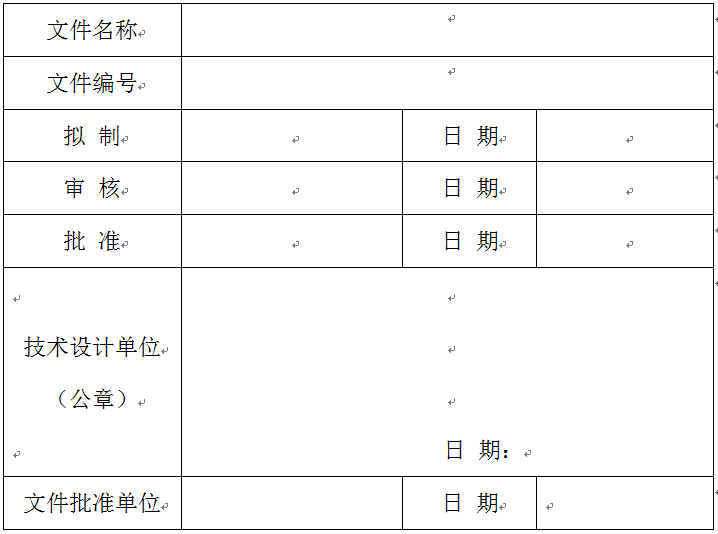 文件名称
文件编号
拟 制 日 期
审 核 日 期
批 准 日 期
技术设计单位
（公章）
日 期：
文件批准单位 日 期